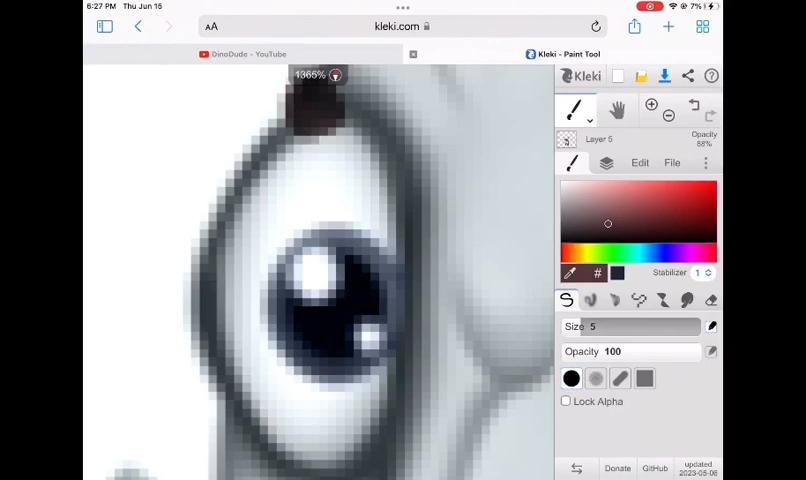 6:27 PM Thu Jun 15
7%
AA
kleki.com
DinoDude - YouTube
Kleki - Paint Tool
1365%
Kleki
?
Layer 5
Opacity
88%
Edit
File
#
Stabilizer
1
Size 5
Opacity 100
Lock Alpha
Donate
GitHub
updated
2023-05-06